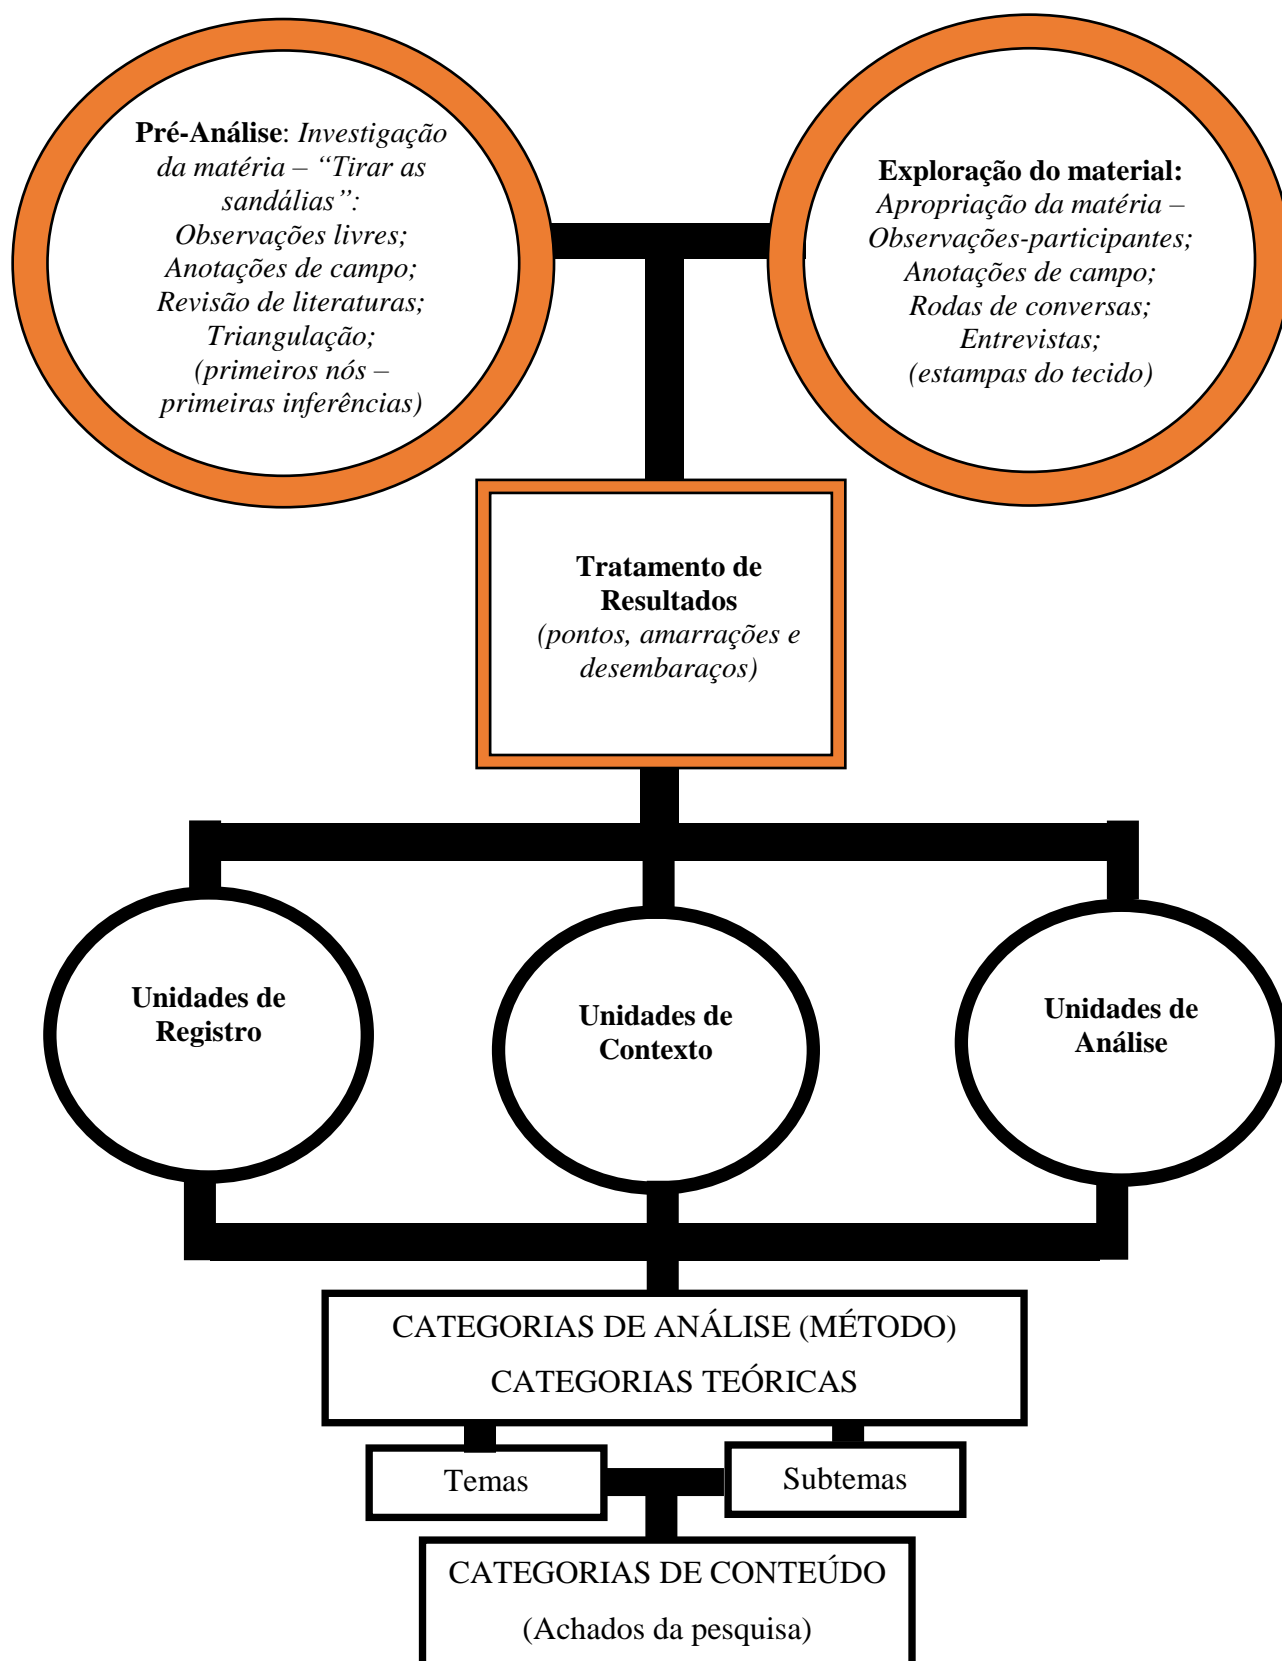 Pré-Análise: Investigação
da matéria – “Tirar as
sandálias”:
Observações livres;
Anotações de campo;
Revisão de literaturas;
Triangulação;
(primeiros nós –
primeiras inferências)
Exploração do material:
Apropriação da matéria –
Observações-participantes;
Anotações de campo;
Rodas de conversas;
Entrevistas;
(estampas do tecido)
Tratamento de
Resultados
(pontos, amarrações e
desembaraços)
Unidades de
Registro
Unidades de
Contexto
Unidades de
Análise
CATEGORIAS DE ANÁLISE (MÉTODO)
CATEGORIAS TEÓRICAS
Temas
Subtemas
CATEGORIAS DE CONTEÚDO
(Achados da pesquisa)